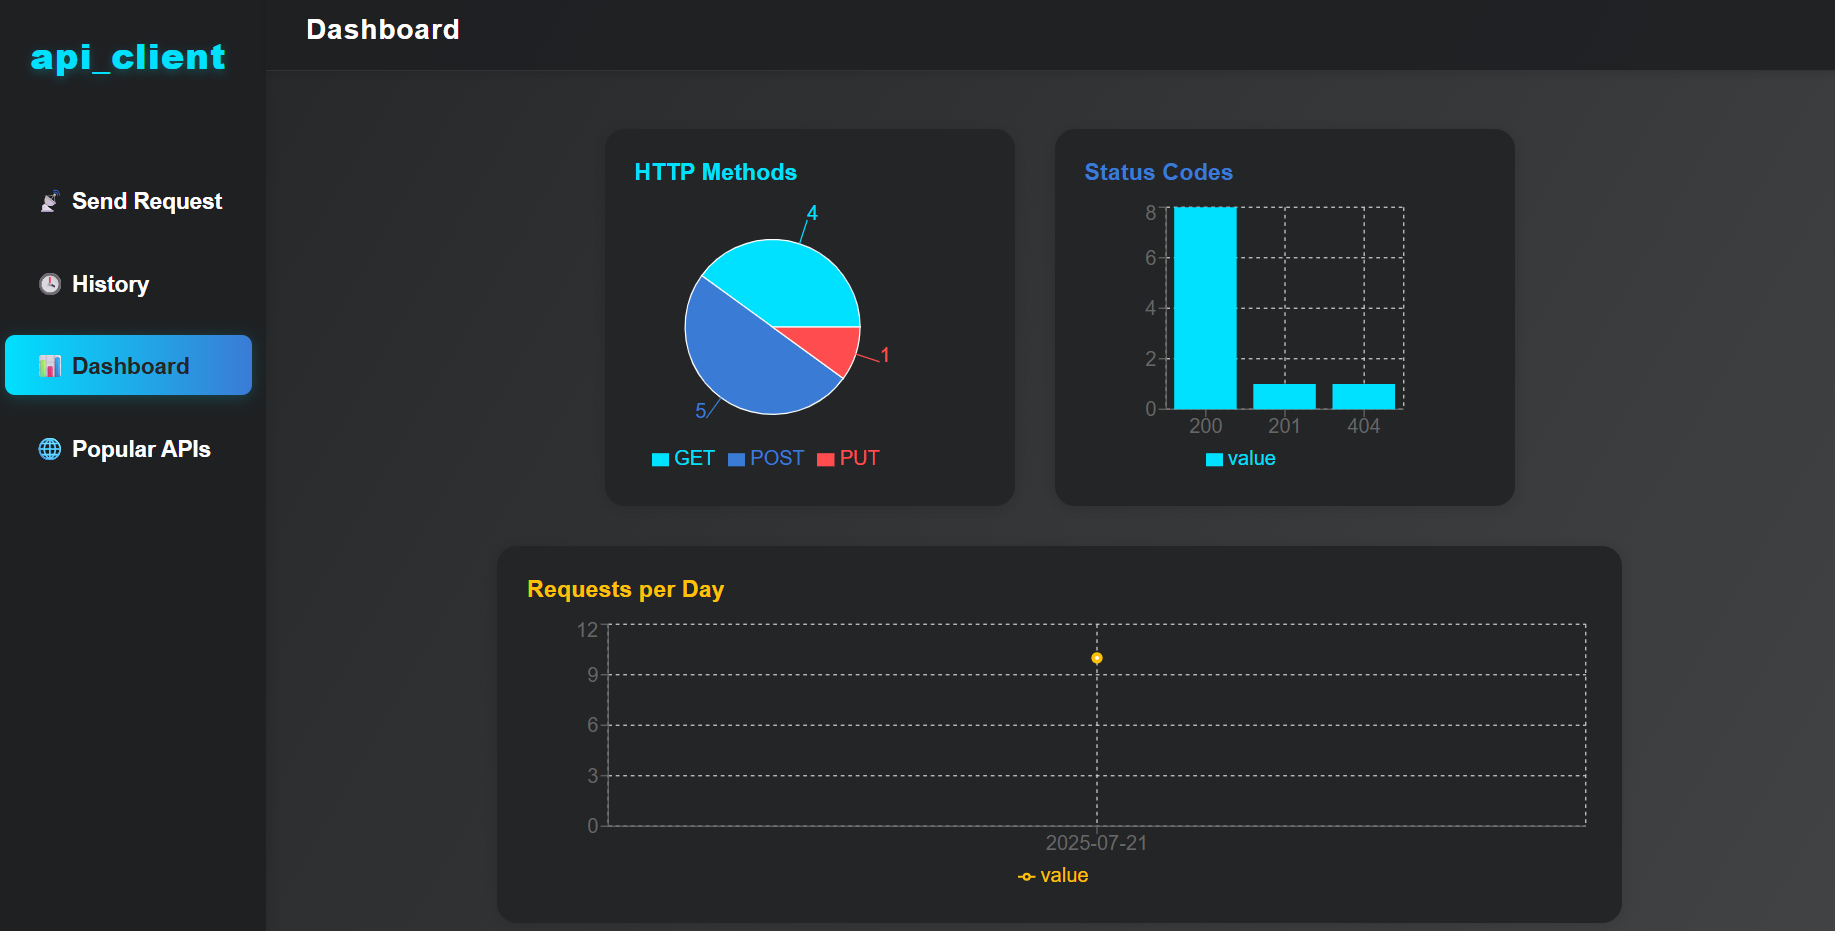 api_client
Send Request
History
Dashboard
Popular APIs
Dashboard
HTTP Methods
4
1
5
GET POST PUT
Status Codes
8
6
4
2
0
200 201 404
value
Requests per Day
12
9
6
3
0
2025-07-21
value